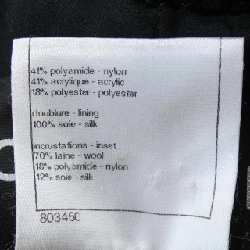 41% polyamide - nylon
41% acrylique - acrylic
18% polyester - polyester
doublure - lining
100% soie - silk
incrustations - inset
70% laine - wool
18% polyamide - nylon
12% soie - silk
803450